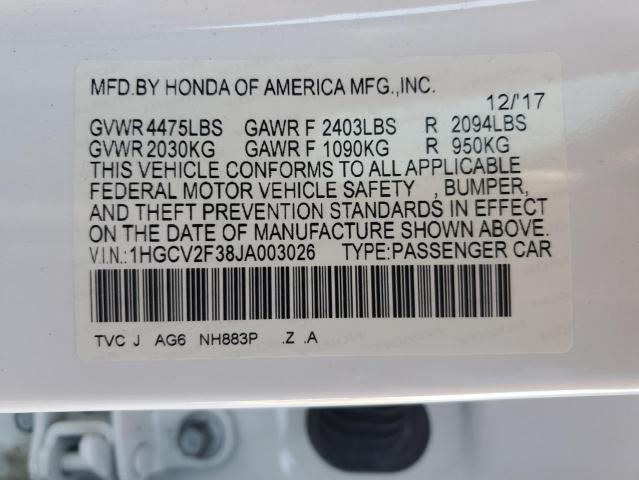 MFD.BY HONDA OF AMERICA MFG.,INC.
12/'17
GVWR 4475LBS GAWR F 2403LBS R 2094LBS
GVWR 2030KG GAWR F 1090KG R 950KG
THIS VEHICLE CONFORMS TO ALL APPLICABLE
FEDERAL MOTOR VEHICLE SAFETY , BUMPER,
AND THEFT PREVENTION STANDARDS IN EFFECT
ON THE DATE OF MANUFACTURE SHOWN ABOVE.
V.I.N.: 1HGCV2F38JA003026 TYPE:PASSENGER CAR
TVC J AG6 NH883P .Z .A